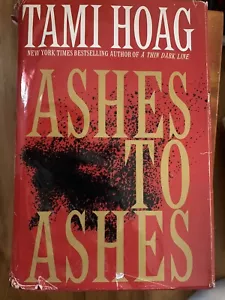 TAMI HOAG
NEW YORK TIMES BESTSELLING AUTHOR OF A THIN DARK LINE
ASHES
TO
ASHES